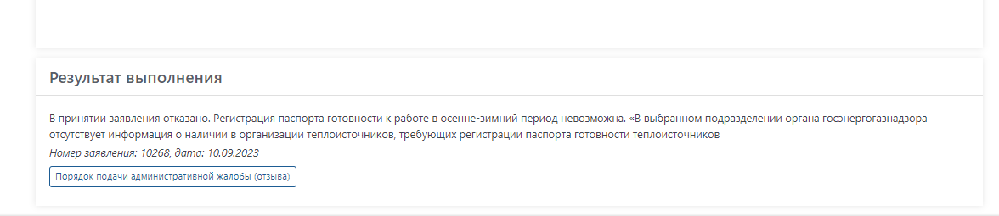 Результат выполнения
В принятии заявления отказано. Регистрация паспорта готовности к работе в осенне-зимний период невозможна. «В выбранном подразделении органа госэнергогазнадзора
отсутствует информация о наличии в организации теплоисточников, требующих регистрации паспорта готовности теплоисточников
Номер заявления: 10268, дата: 10.09.2023
Порядок подачи административной жалобы (отзыва)